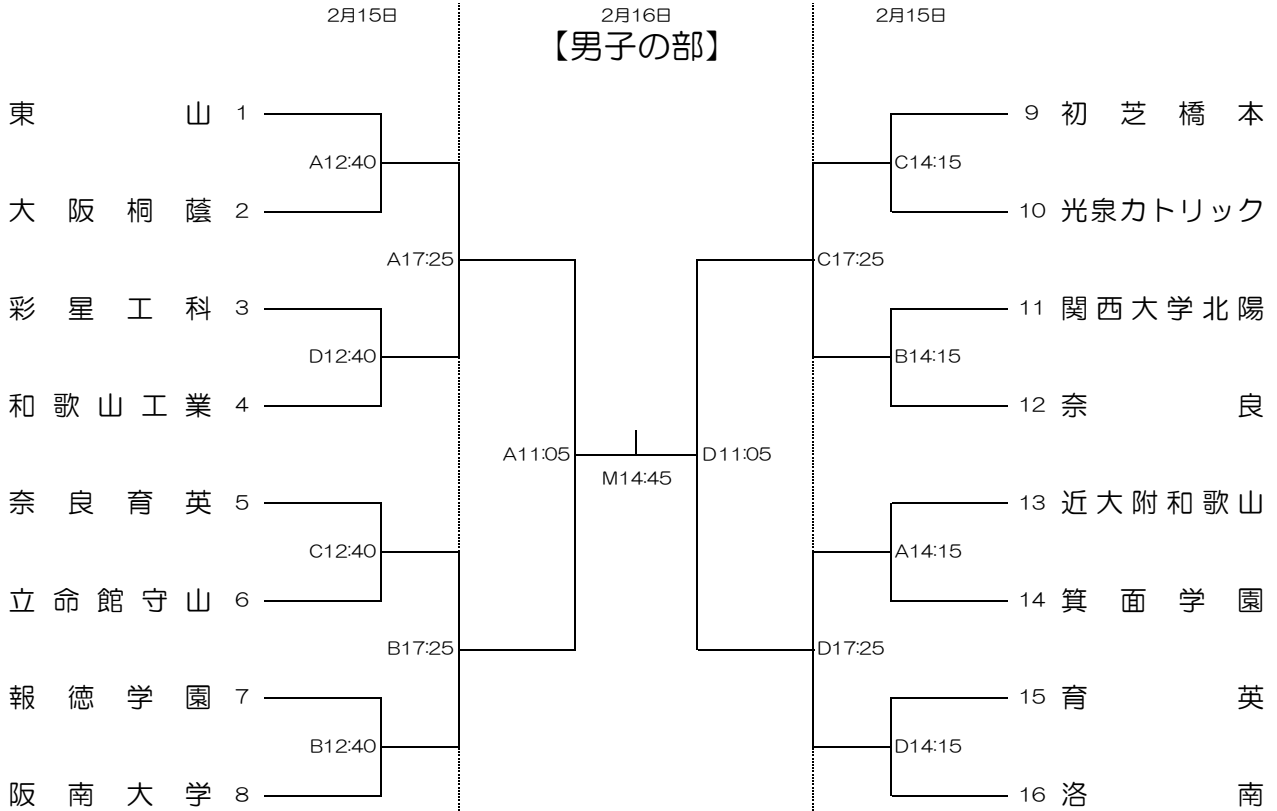 2月15日 2月16日 2月15日
【男子の部】
東山 1
9 初芝橋本
A12:40
C14:15
大阪桐蔭 2
10 光泉カトリック
A17:25
C17:25
彩星工科 3
11 関西大学北陽
D12:40
B14:15
和歌山工業 4
12 奈良
A11:05
D11:05
M14:45
奈良育英 5
13 近大附和歌山
C12:40
A14:15
立命館守山 6
14 箕面学園
B17:25
D17:25
報徳学園 7
15 育英
B12:40
D14:15
阪南大学 8
16 洛南